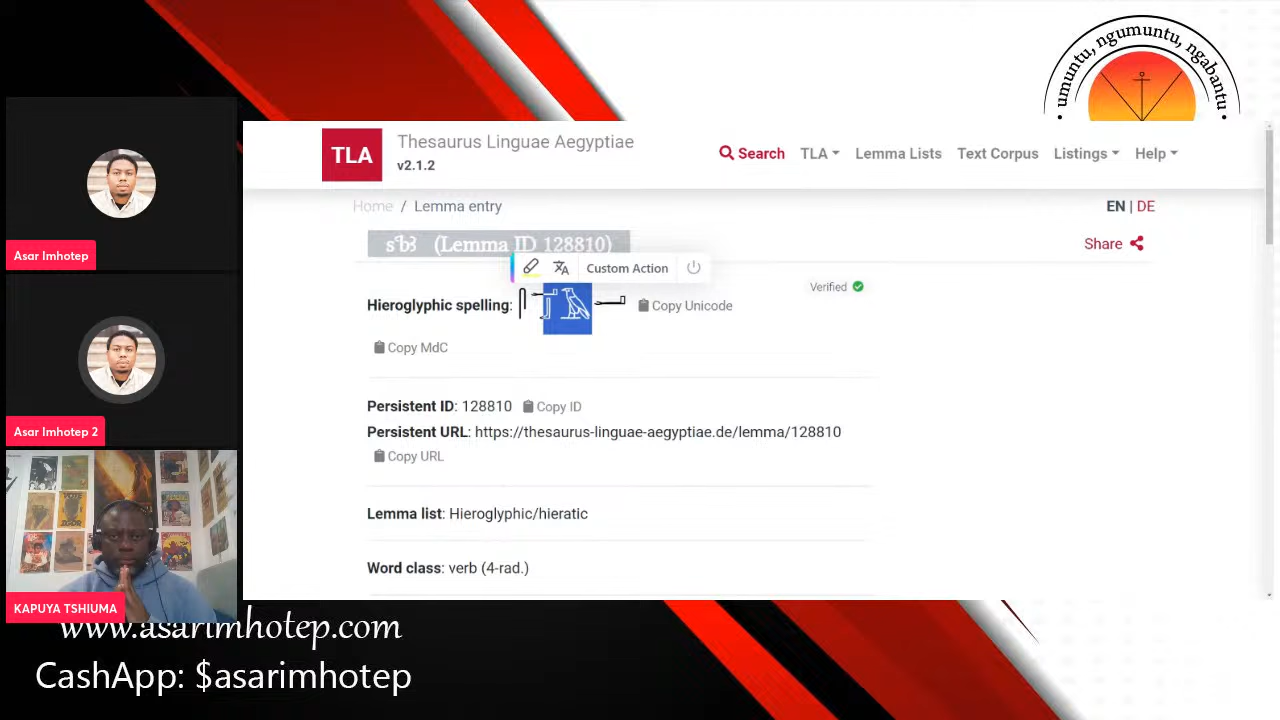 umuntu, ngumuntu, ngabantu
Asar Imhotep
Asar Imhotep 2
KAPUYA TSHIUMA
TLA
Thesaurus Linguae Aegyptiae
v2.1.2
Search TLA Lemma Lists Text Corpus Listings Help
Home / Lemma entry
EN | DE
sꜥbꜣ (Lemma ID 128810)
Share
Custom Action
Verified
Hieroglyphic spelling: Copy Unicode
Copy MdC
Persistent ID: 128810 Copy ID
Persistent URL: https://thesaurus-linguae-aegyptiae.de/lemma/128810
Copy URL
Lemma list: Hieroglyphic/hieratic
Word class: verb (4-rad.)
www.asarimhotep.com
CashApp: $asarimhotep